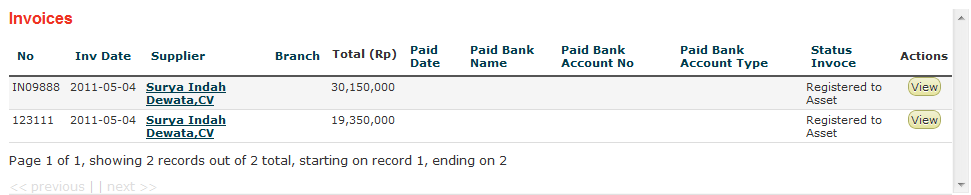 Invoices
No Inv Date Supplier Branch Total (Rp) Paid Date Paid Bank Name Paid Bank Account No Paid Bank Account Type Status Invoce Actions
IN09888 2011-05-04 Surya Indah Dewata,CV 30,150,000 Registered to Asset View
123111 2011-05-04 Surya Indah Dewata,CV 19,350,000 Registered to Asset View
Page 1 of 1, showing 2 records out of 2 total, starting on record 1, ending on 2
<< previous | | next >>